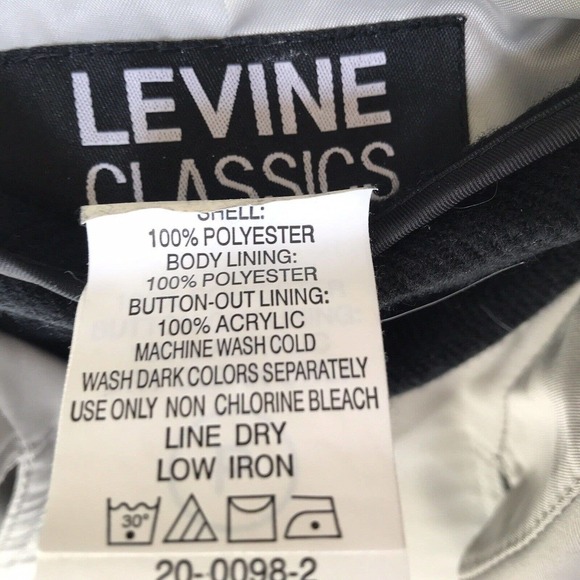 LEVINE
CLASSICS
SHELL:
100% POLYESTER
BODY LINING:
100% POLYESTER
BUTTON-OUT LINING:
100% ACRYLIC
MACHINE WASH COLD
WASH DARK COLORS SEPARATELY
USE ONLY NON CHLORINE BLEACH
LINE DRY
LOW IRON
30°
20-0098-2